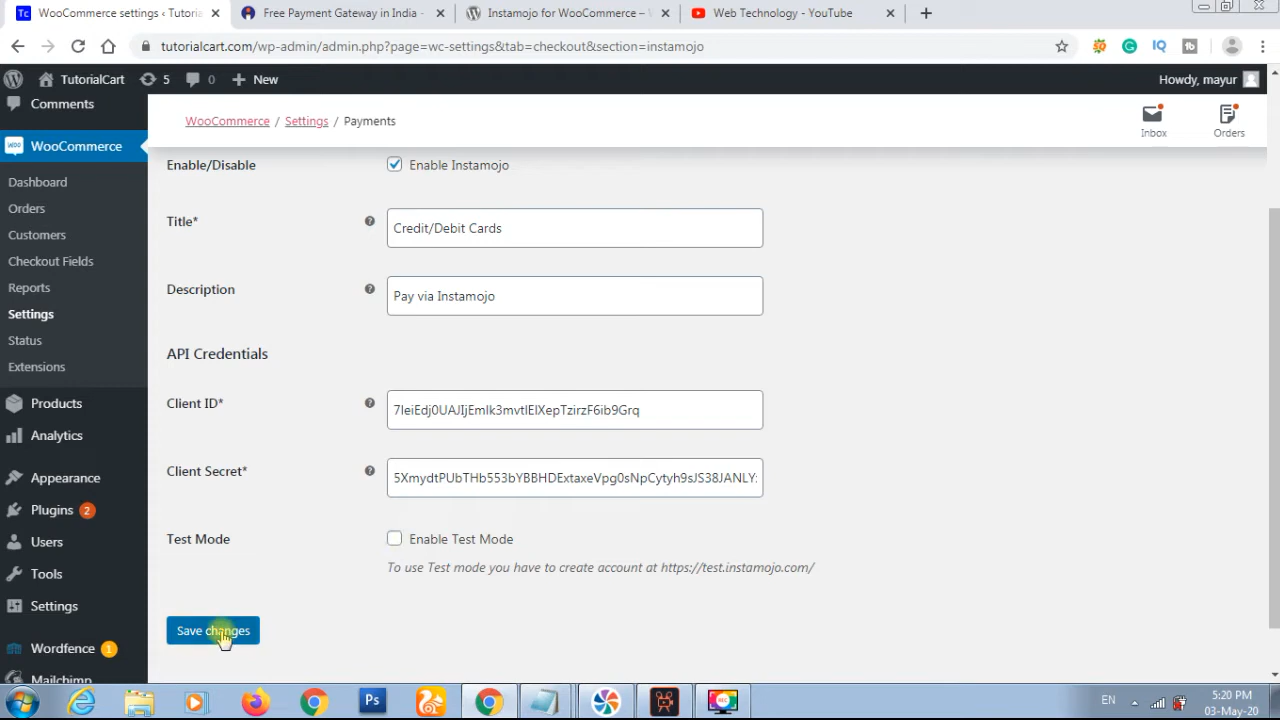 WooCommerce settings ‹ Tutoria
Free Payment Gateway in India -
Instamojo for WooCommerce – W
Web Technology - YouTube
tutorialcart.com/wp-admin/admin.php?page=wc-settings&tab=checkout&section=instamojo
TutorialCart 5 0 + New
Howdy, mayur
WooCommerce / Settings / Payments
Inbox
Orders
Comments
WooCommerce
Dashboard
Orders
Customers
Checkout Fields
Reports
Settings
Status
Extensions
Products
Analytics
Appearance
Plugins 2
Users
Tools
Settings
Wordfence 1
Mailchimp
Enable/Disable
Enable Instamojo
Title*
Credit/Debit Cards
Description
Pay via Instamojo
API Credentials
Client ID*
Client Secret*
Test Mode
Enable Test Mode
To use Test mode you have to create account at https://test.instamojo.com/
Save changes
EN
5:20 PM
03-May-20